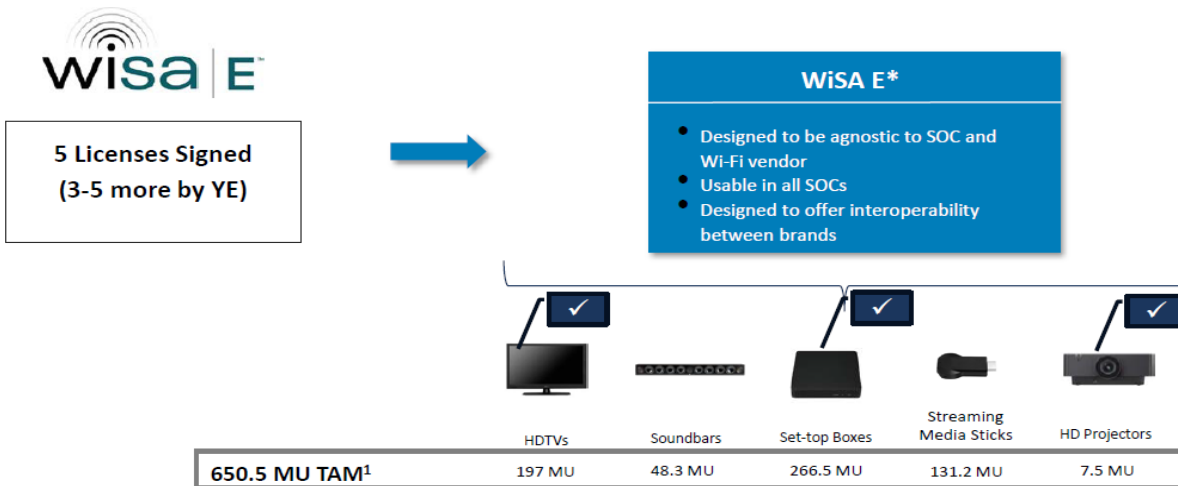 wisa E™
5 Licenses Signed
(3-5 more by YE)
WiSA E*
• Designed to be agnostic to SOC and
Wi-Fi vendor
• Usable in all SOCs
• Designed to offer interoperability
between brands
HDTVs
Soundbars
Set-top Boxes
Streaming
Media Sticks
HD Projectors
650.5 MU TAM¹ 197 MU 48.3 MU 266.5 MU 131.2 MU 7.5 MU